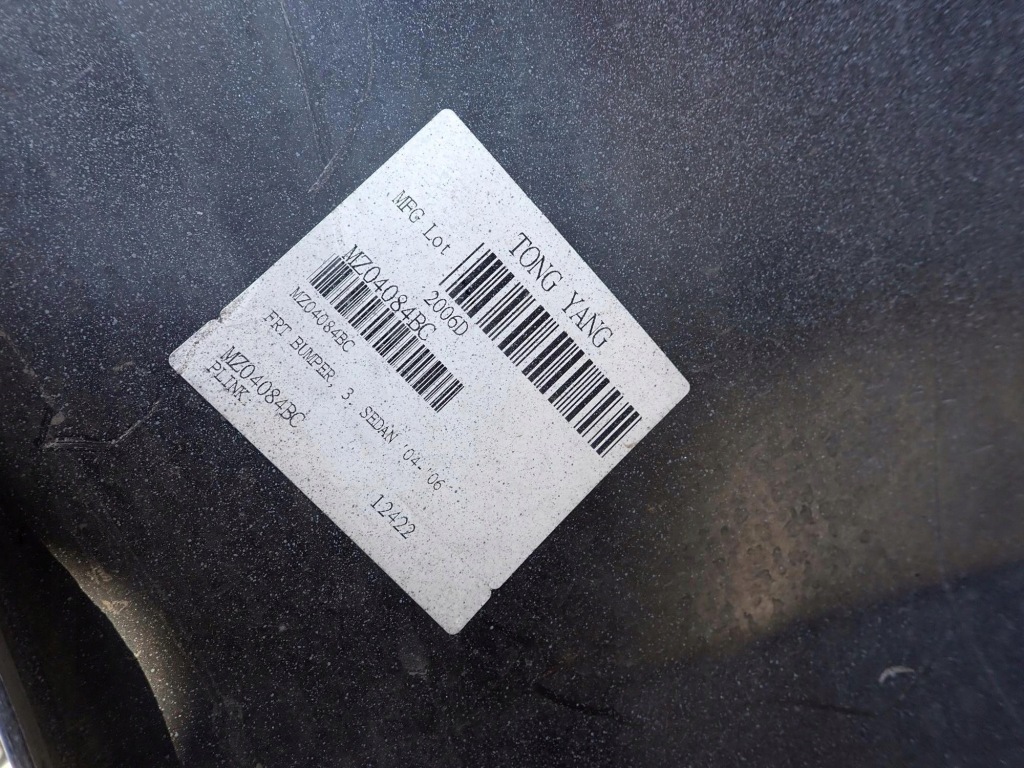 TONG YANG
MFG Lot 2006D
MZ04084BC
MZ04084BC
FRT BUMPER, 3, SEDAN '04-'06
12422
MZ04084BC
PLINK.